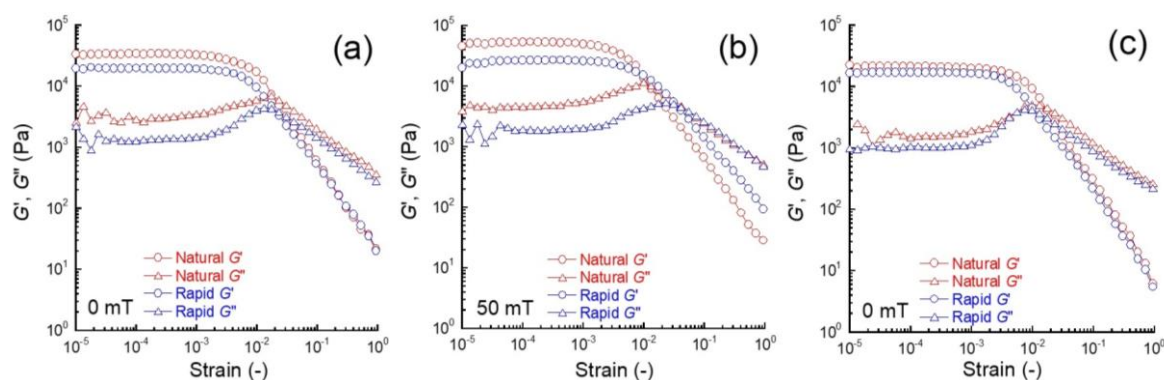 (a)
10⁵
10⁴
10³
10²
10¹
10⁰
G', G" (Pa)
Natural G'
Natural G"
Rapid G'
Rapid G"
0 mT
10⁻⁵ 10⁻⁴ 10⁻³ 10⁻² 10⁻¹ 10⁰
Strain (-)
(b)
10⁵
10⁴
10³
10²
10¹
10⁰
G', G" (Pa)
Natural G'
Natural G"
Rapid G'
Rapid G"
50 mT
10⁻⁵ 10⁻⁴ 10⁻³ 10⁻² 10⁻¹ 10⁰
Strain (-)
(c)
10⁵
10⁴
10³
10²
10¹
10⁰
G', G" (Pa)
Natural G'
Natural G"
Rapid G'
Rapid G"
0 mT
10⁻⁵ 10⁻⁴ 10⁻³ 10⁻² 10⁻¹ 10⁰
Strain (-)